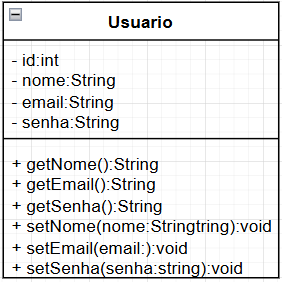 Usuario
- id:int
- nome:String
- email:String
- senha:String
+ getNome():String
+ getEmail():String
+ getSenha():String
+ setNome(nome:Stringtring):void
+ setEmail(email:):void
+ setSenha(senha:string):void